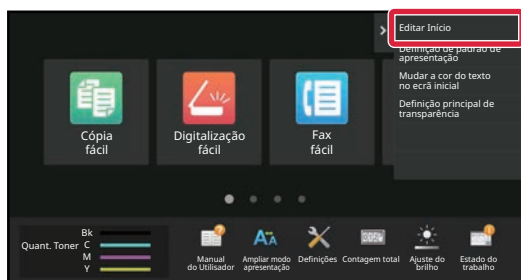 Editar Início
Definição de padrão de
apresentação
Mudar a cor do texto
no ecrã inicial
Definição principal de
transparência
Cópia
fácil
Digitalização
fácil
Fax
fácil
Quant. Toner
Bk
C
M
Y
Manual
do Utilisador
Ampliar modo
apresentação
Definições
Contagem total
Ajuste do
brilho
Estado do
trabalho